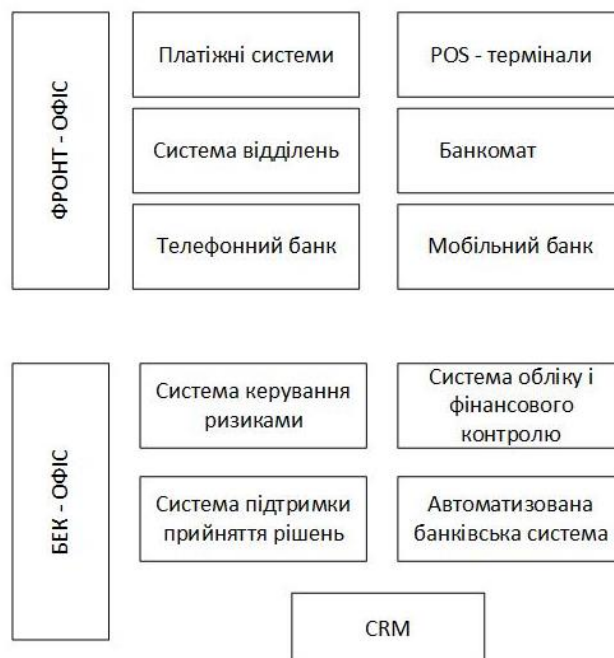 ФРОНТ - ОФІС
Платіжні системи
POS - термінали
Система відділень
Банкомат
Телефонний банк
Мобільний банк
БЕК - ОФІС
Система керування
ризиками
Система обліку і
фінансового
контролю
Система підтримки
прийняття рішень
Автоматизована
банківська система
CRM